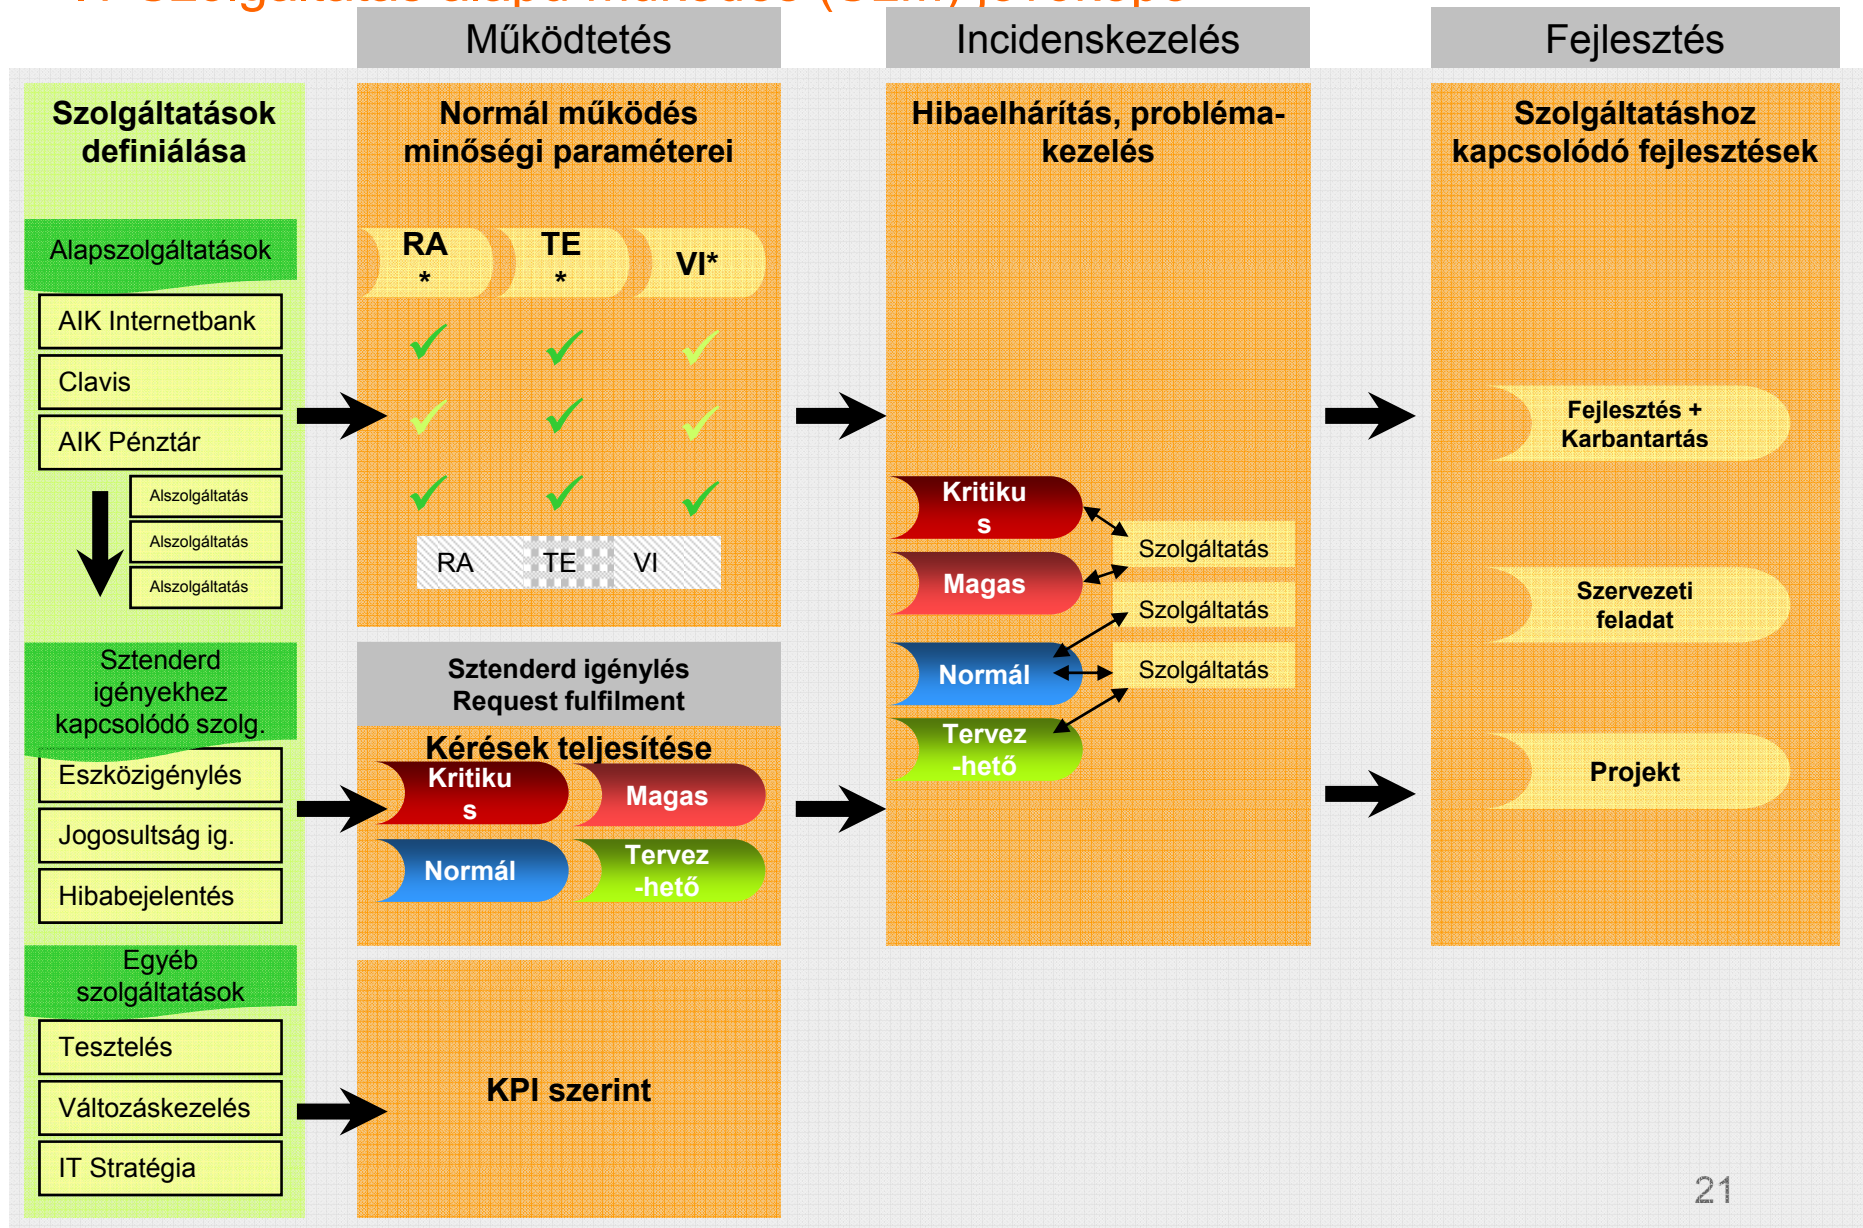 Működtetés
Incidenskezelés
Fejlesztés
Szolgáltatások
definiálása
Normál működés
minőségi paraméterei
Hibaelhárítás, probléma-
kezelés
Szolgáltatáshoz
kapcsolódó fejlesztések
Alapszolgáltatások
AIK Internetbank
Clavis
AIK Pénztár
Alszolgáltatás
Alszolgáltatás
Alszolgáltatás
RA
*
TE
*
VI*
RA
TE
VI
Sztenderd
igényekhez
kapcsolódó szolg.
Eszközigénylés
Jogosultság ig.
Hibabejelentés
Sztenderd igénylés
Request fulfilment
Kérések teljesítése
Kritiku
s
Magas
Normál
Tervez
-hető
Egyéb
szolgáltatások
Tesztelés
Változáskezelés
IT Stratégia
KPI szerint
Kritiku
s
Magas
Normál
Tervez
-hető
Szolgáltatás
Szolgáltatás
Szolgáltatás
Fejlesztés +
Karbantartás
Szervezeti
feladat
Projekt
21